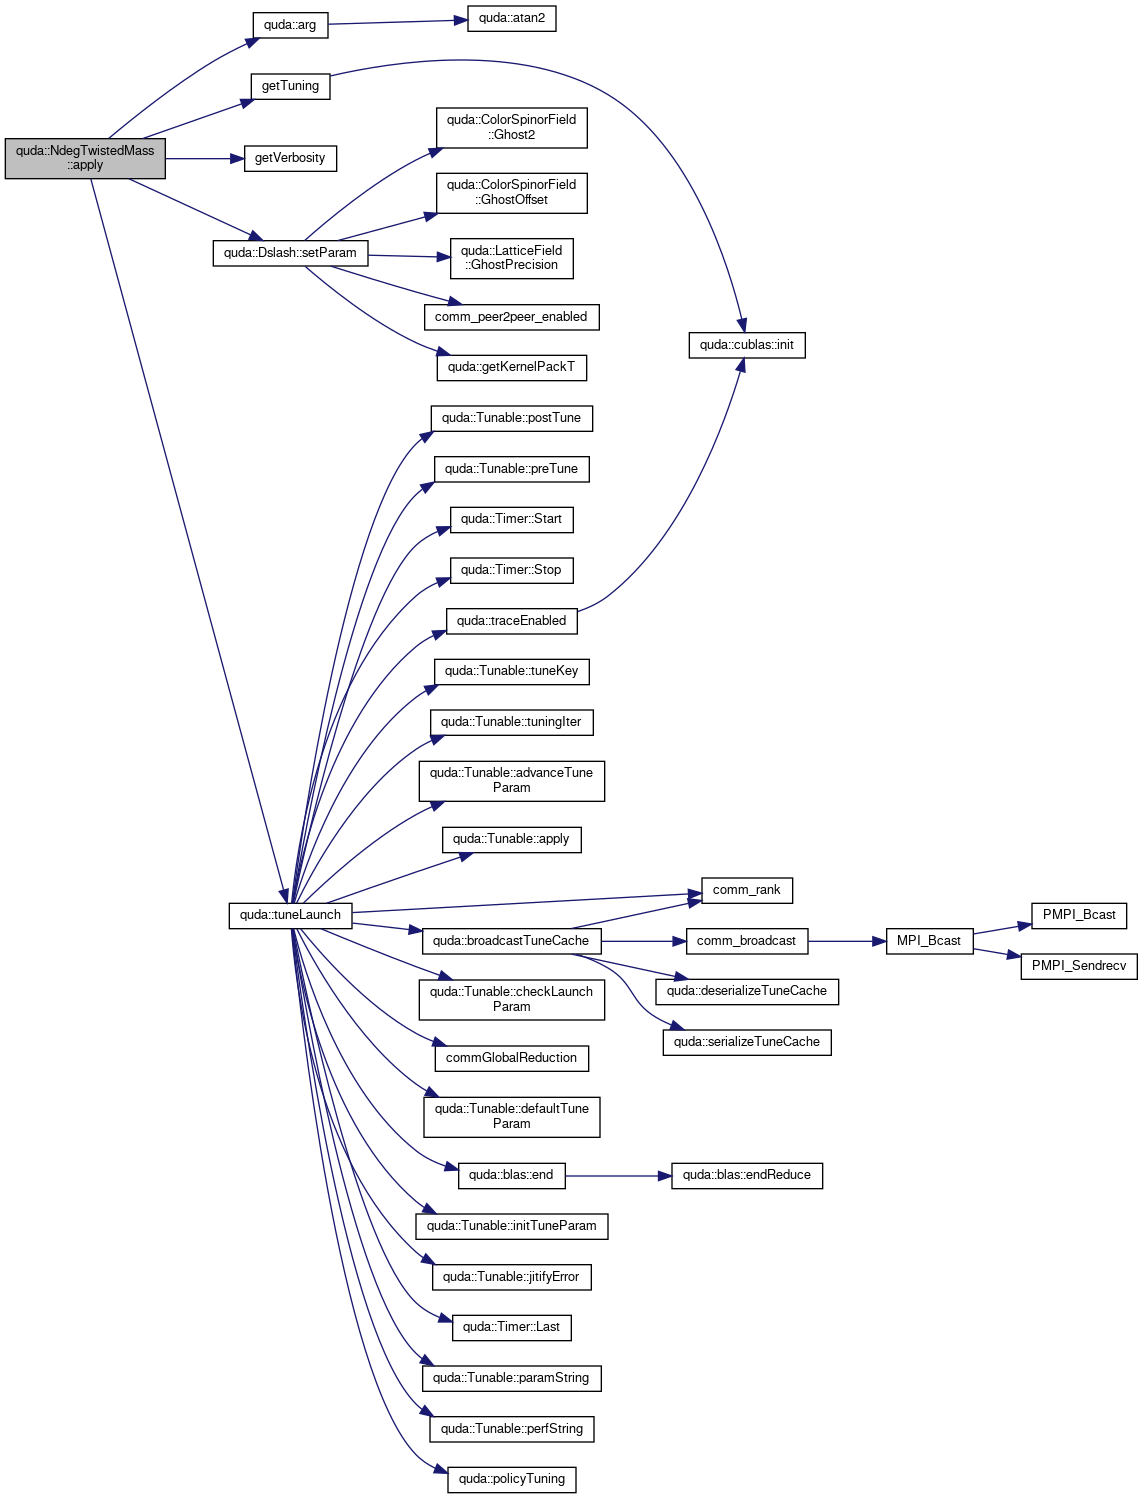 quda::arg
quda::atan2
getTuning
quda::NdegTwistedMass
::apply
getVerbosity
quda::ColorSpinorField
::Ghost2
quda::ColorSpinorField
::GhostOffset
quda::Dslash::setParam
quda::LatticeField
::GhostPrecision
comm_peer2peer_enabled
quda::cublas::init
quda::getKernelPackT
quda::Tunable::postTune
quda::Tunable::preTune
quda::Timer::Start
quda::Timer::Stop
quda::traceEnabled
quda::Tunable::tuneKey
quda::Tunable::tuningIter
quda::Tunable::advanceTune
Param
quda::Tunable::apply
comm_rank
quda::tuneLaunch
PMPI_Bcast
quda::broadcastTuneCache
comm_broadcast
MPI_Bcast
PMPI_Sendrecv
quda::Tunable::checkLaunch
Param
quda::deserializeTuneCache
quda::serializeTuneCache
commGlobalReduction
quda::Tunable::defaultTune
Param
quda::blas::end
quda::blas::endReduce
quda::Tunable::initTuneParam
quda::Tunable::jitifyError
quda::Timer::Last
quda::Tunable::paramString
quda::Tunable::perfString
quda::policyTuning